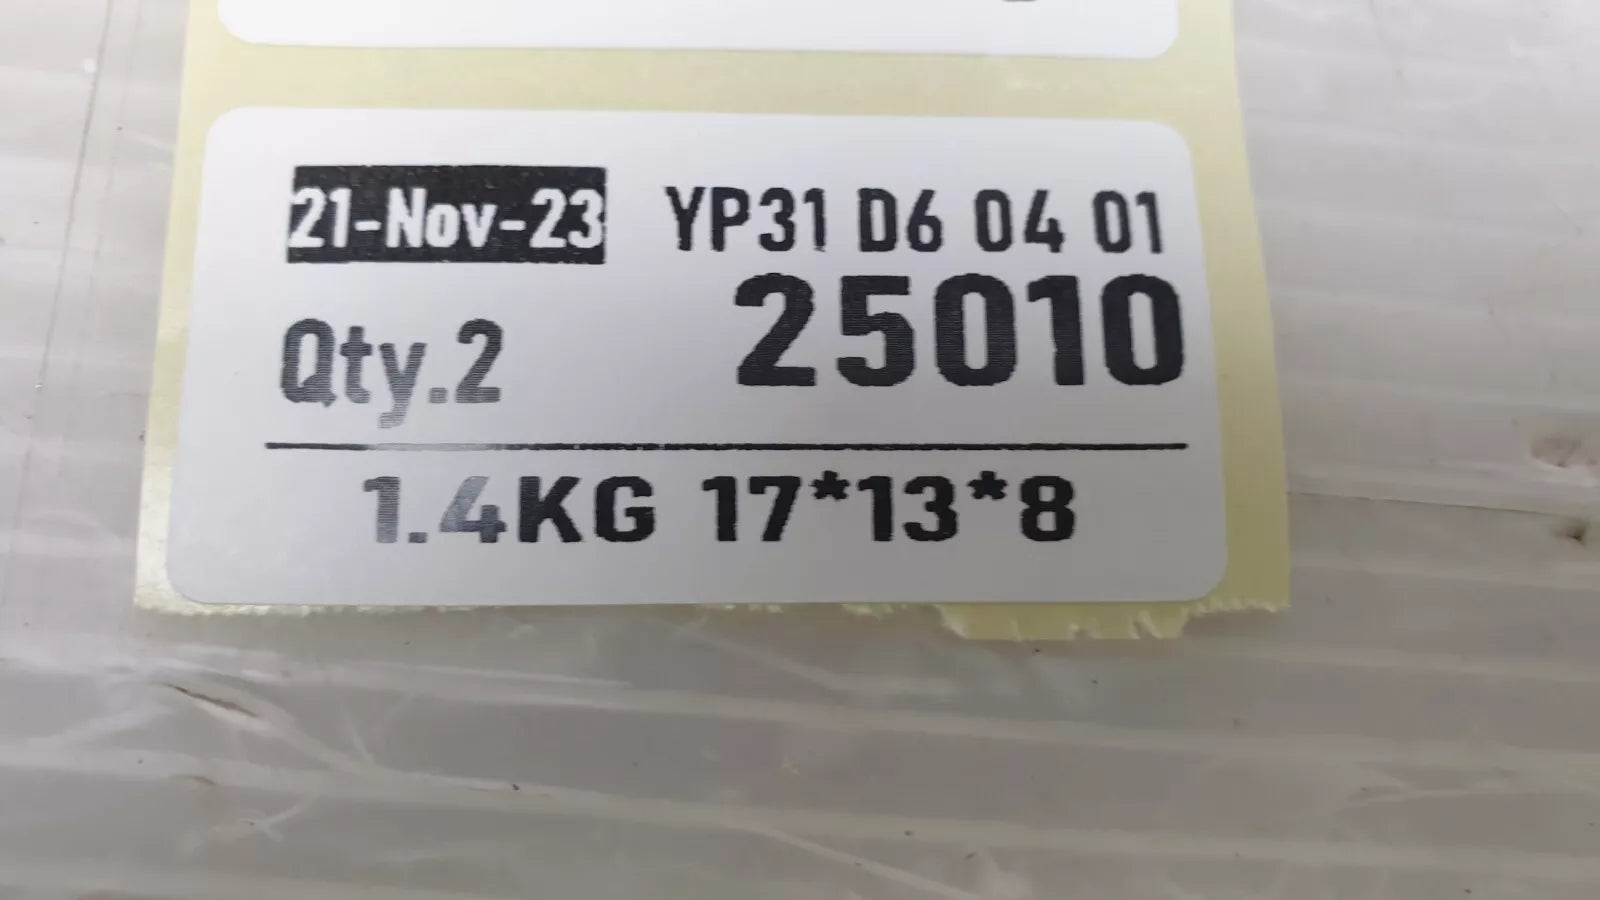 21-Nov-23 YP31 D6 04 01
Qty.2 25010
1.4KG 17*13*8